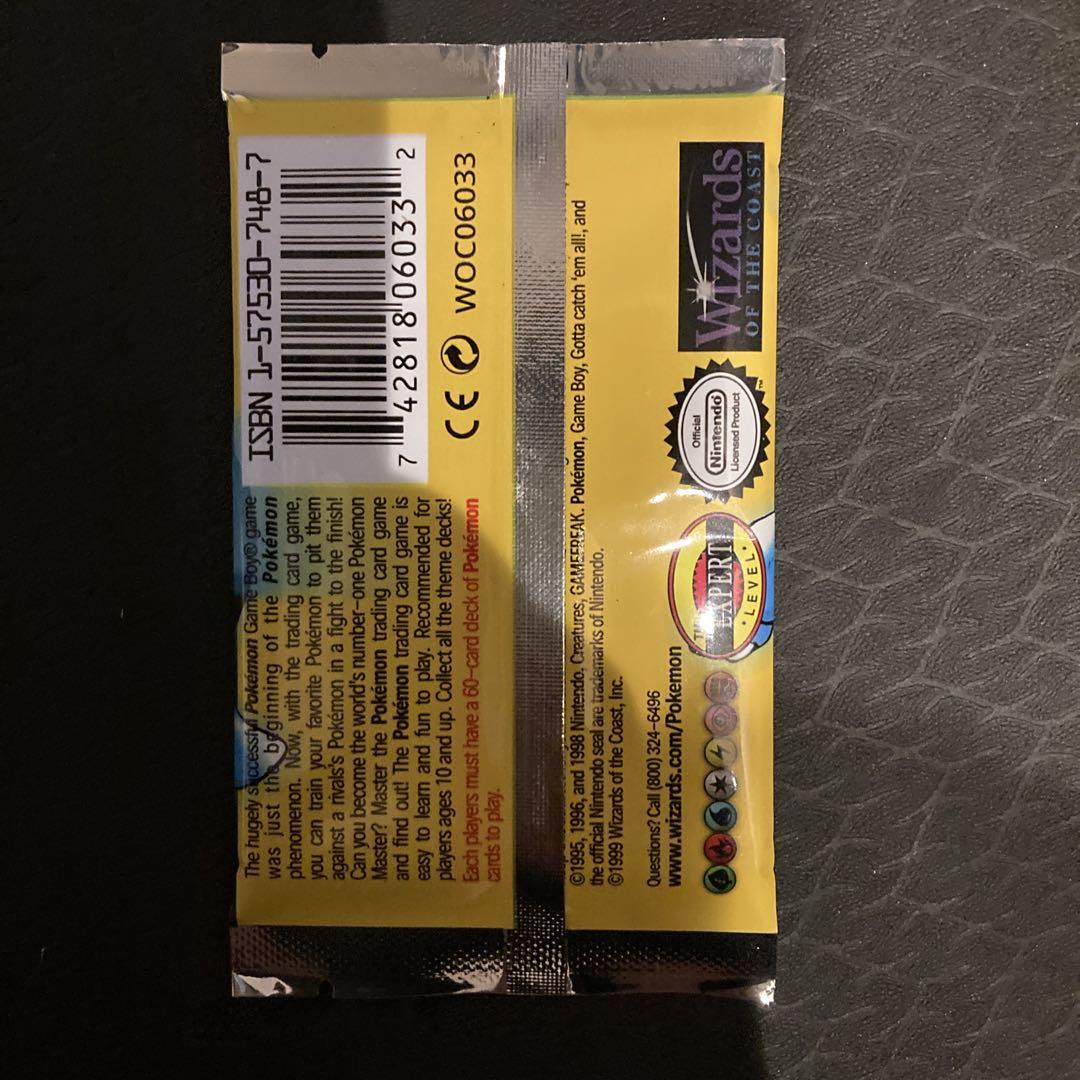 The hugely successful Pokémon Game Boy® game
was just the beginning of the Pokémon
phenomenon. Now, with the trading card game,
you can train your favorite Pokémon to pit them
against a rivals's Pokémon in a fight to the finish!
Can you become the world's number-one Pokémon
Master? Master the Pokémon trading card game
and find out! The Pokémon trading card game is
easy to learn and fun to play. Recommended for
players ages 10 and up. Collect all the theme decks!
Each players must have a 60-card deck of Pokémon
cards to play.
ISBN 1-57530-748-7
7 42818 06033 2
CE WOC06033
©1995, 1996, and 1998 Nintendo, Creatures, GAMEFREAK. Pokémon, Game Boy, Gotta catch 'em all!, and
the official Nintendo seal are trademarks of Nintendo.
©1999 Wizards of the Coast, Inc.
Questions? Call (800) 324-6496
www.wizards.com/Pokemon
EXPERT
LEVEL
Official
Nintendo
Licensed Product
TM
Wizards
OF THE COAST